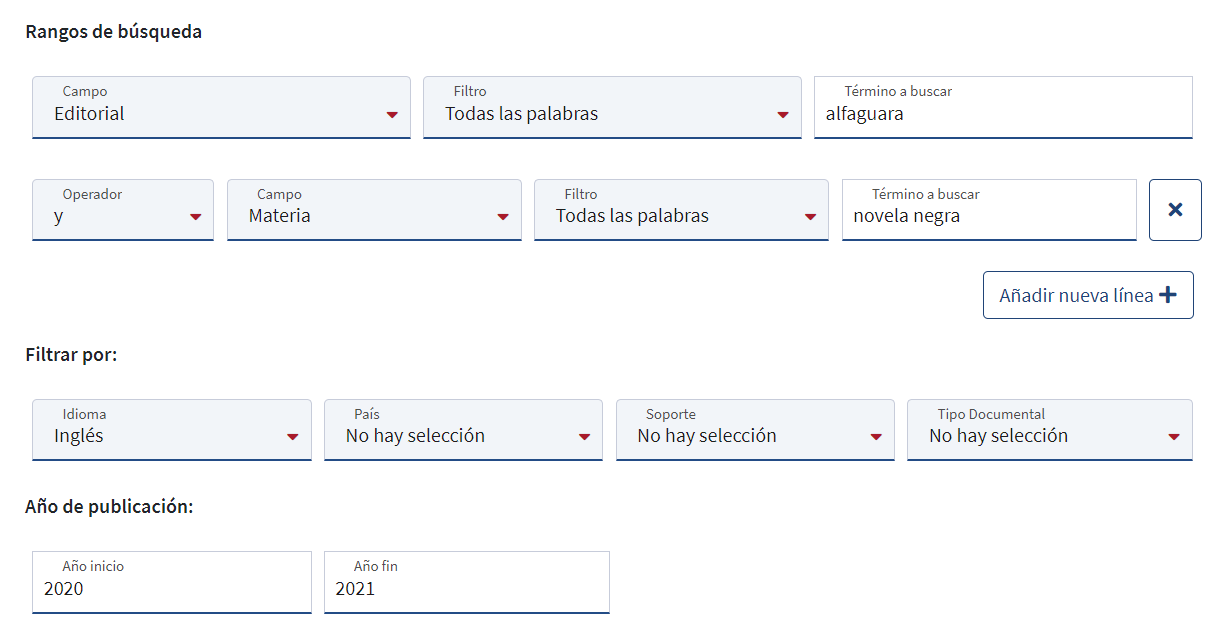 Rangos de búsqueda
Campo Filtro Término a buscar
Editorial Todas las palabras alfaguara
Operador Campo Filtro Término a buscar
y Materia Todas las palabras novela negra
Añadir nueva línea
Filtrar por:
Idioma País Soporte Tipo Documental
Inglés No hay selección No hay selección No hay selección
Año de publicación:
Año inicio Año fin
2020 2021